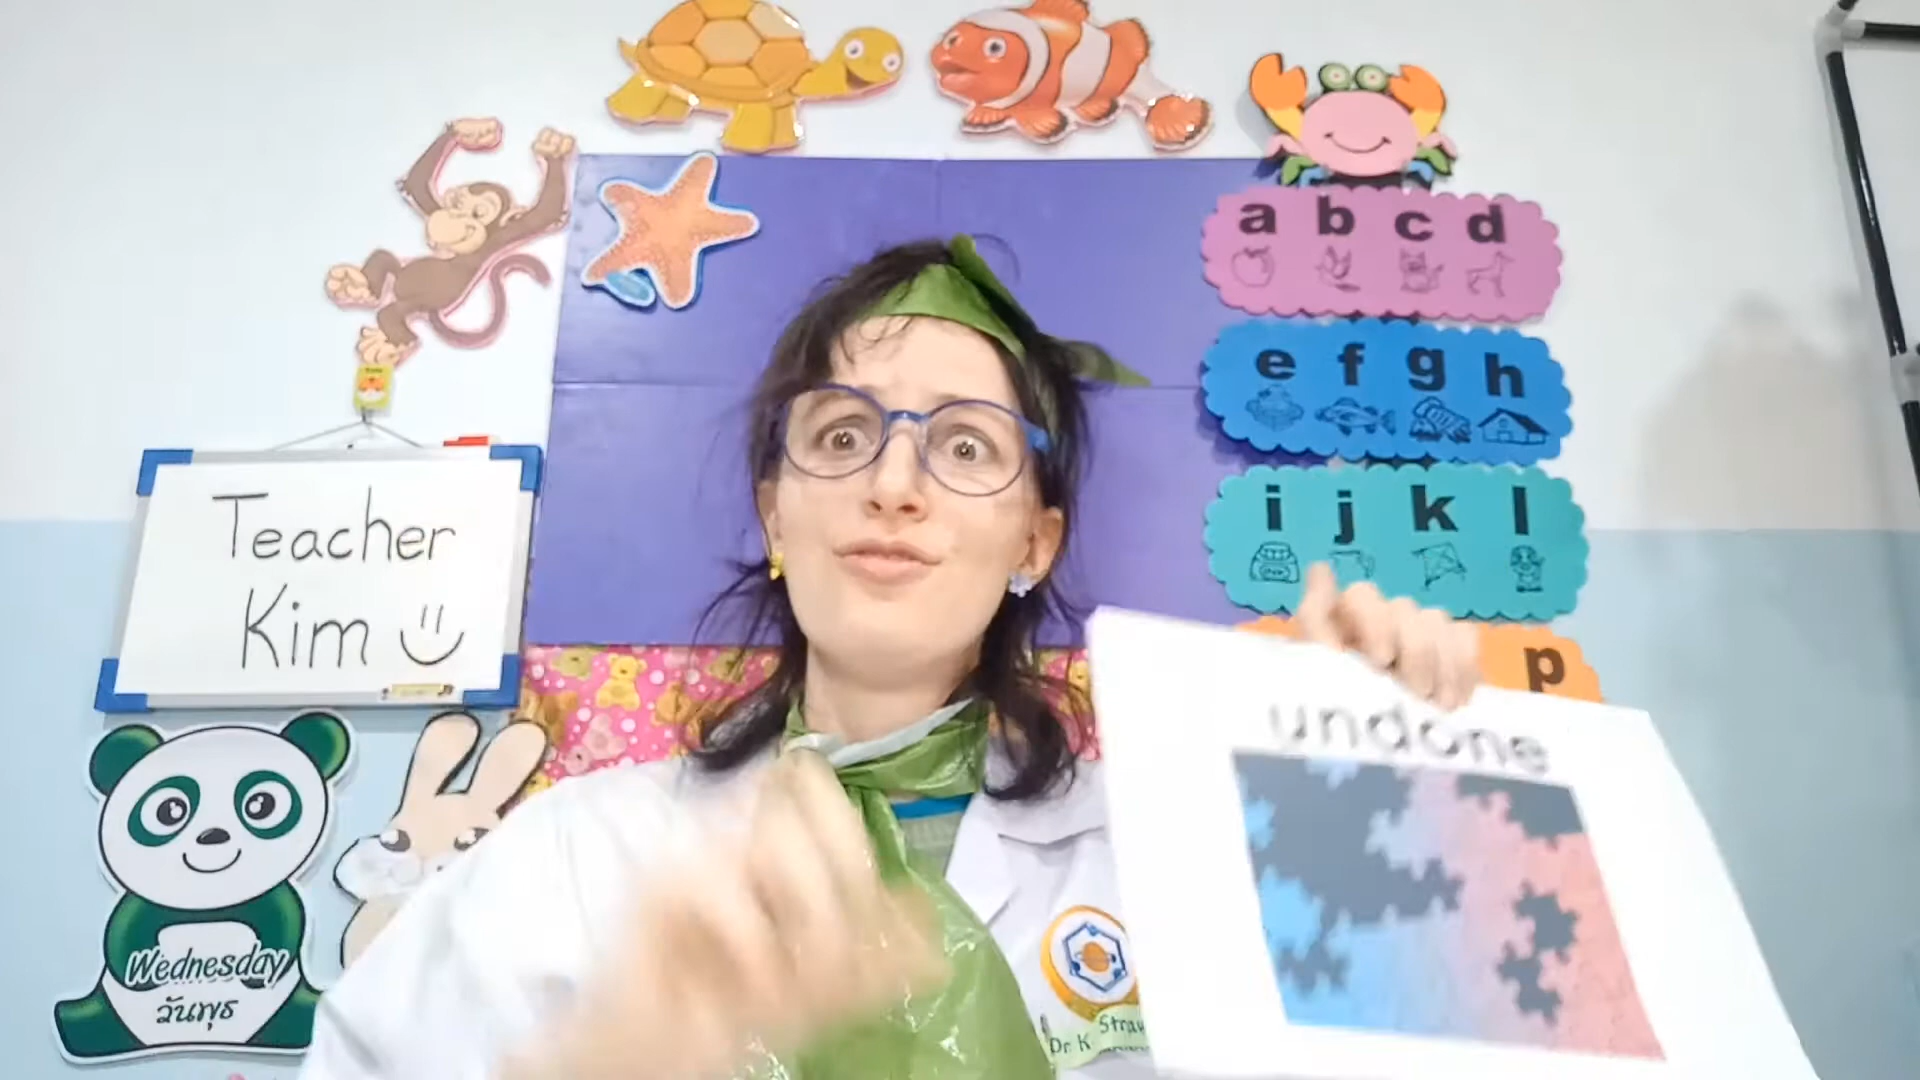 Teacher
Kim
a b c d
e f g h
i j k l
p
undone
Wednesday
วันพุธ
Dr. K